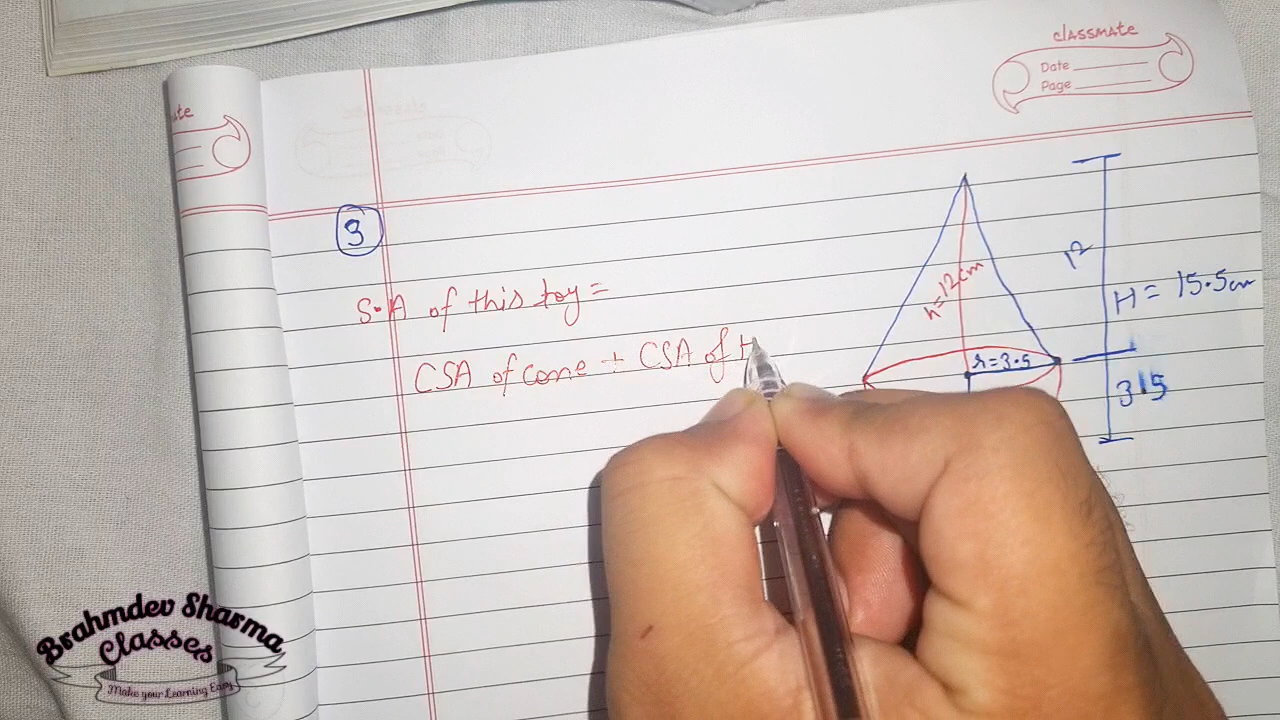 classmate
Date
Page
3
S.A of this toy =
CSA of cone + CSA of H
h=12cm
r=3.5
12
H = 15.5cm
3.5
Brahmdev Sharma
Classes
Make your Learning Easy